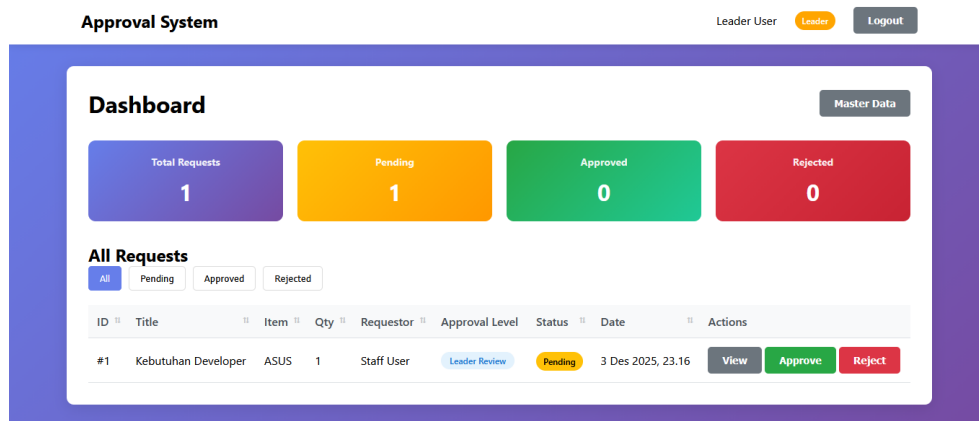 Approval System
Leader User Leader Logout
Dashboard
Master Data
Total Requests
1
Pending
1
Approved
0
Rejected
0
All Requests
All Pending Approved Rejected
ID Title Item Qty Requestor Approval Level Status Date Actions
#1 Kebutuhan Developer ASUS 1 Staff User Leader Review Pending 3 Des 2025, 23.16 View Approve Reject